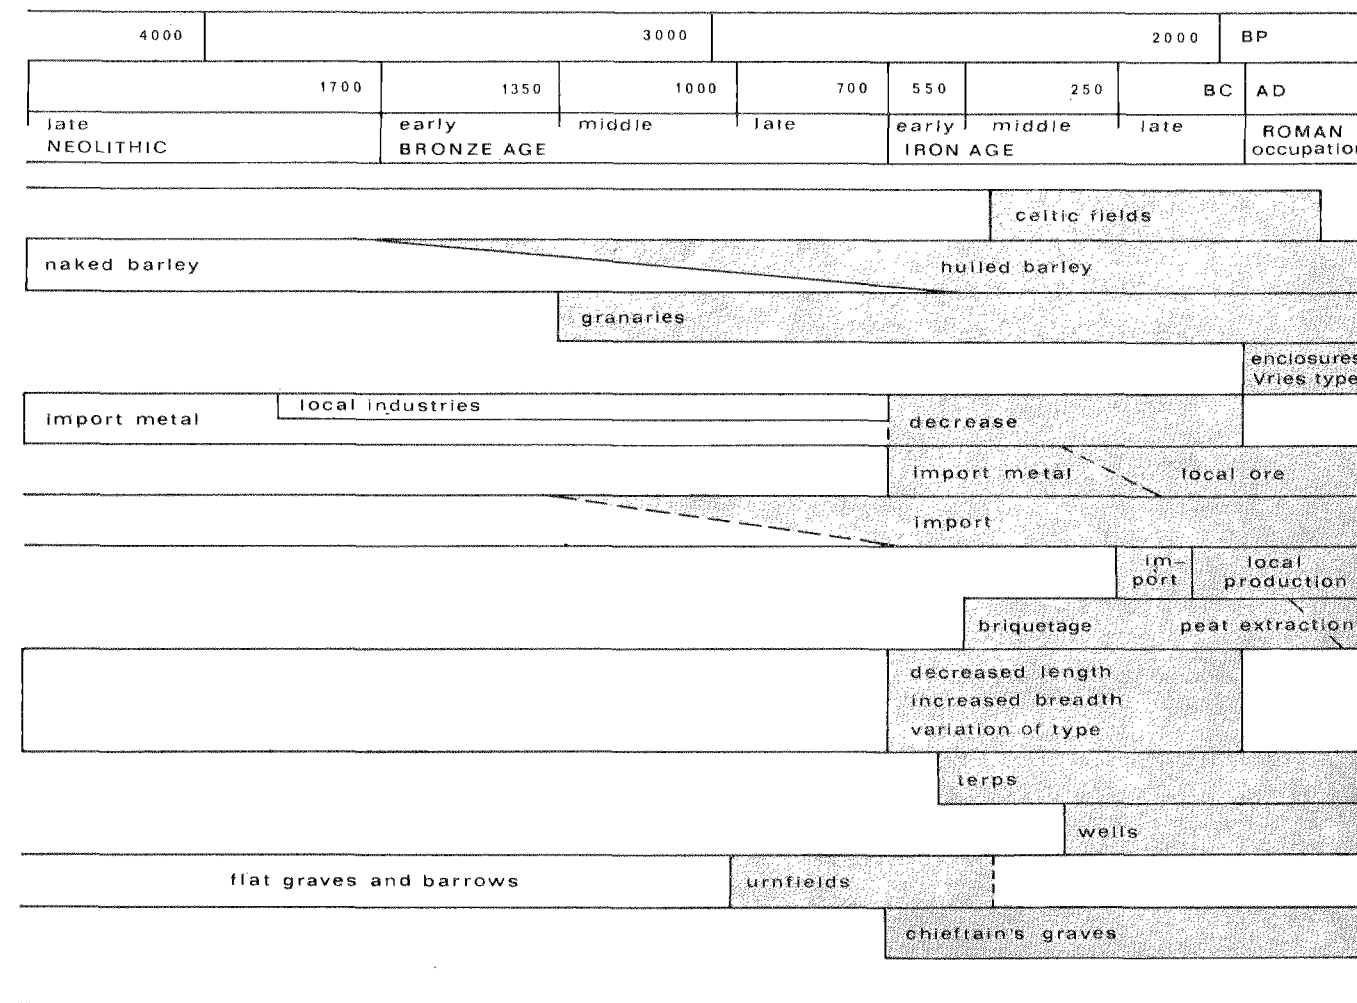 4000 3000 2000 BP
1700 1350 1000 700 550 250 BC AD
late early middle late early middle late ROMAN
NEOLITHIC BRONZE AGE IRON AGE occupation
celtic fields
naked barley hulled barley
granaries
enclosures
Vries type
local industries
import metal decrease
import metal local ore
import
im– local
port production
briquetage peat extraction
decreased length
increased breadth
variation of type
terps
wells
flat graves and barrows urnfields
chieftain's graves